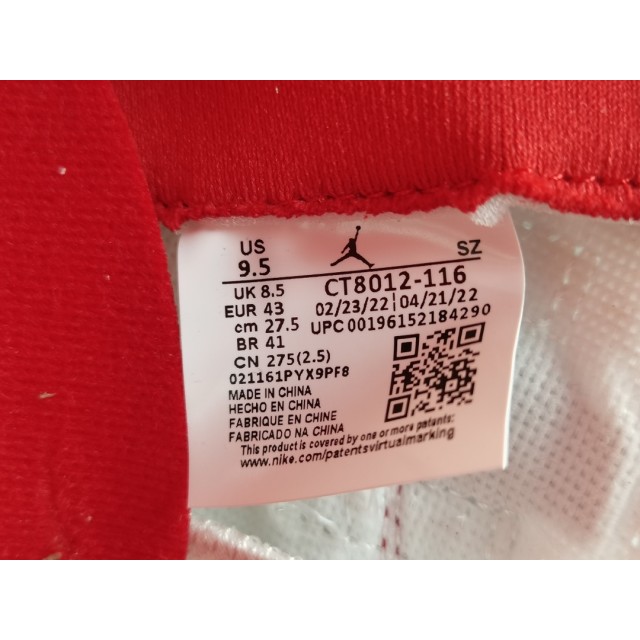 US
9.5
SZ
UK 8.5
CT8012-116
EUR 43
02/23/22 | 04/21/22
cm 27.5
UPC 00196152184290
BR 41
CN 275(2.5)
021161PYX9PF8
MADE IN CHINA
HECHO EN CHINA
FABRIQUE EN CHINE
FABRICADO NA CHINA
This product is covered by one or more patents:
www.nike.com/patentsvirtualmarking